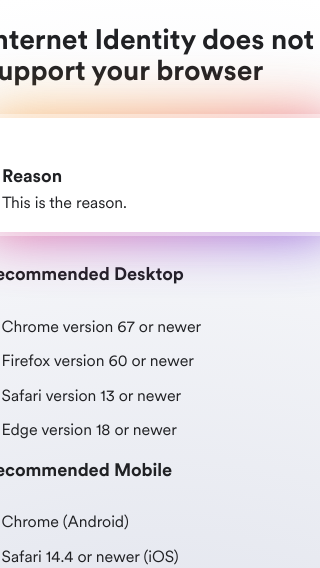 nternet Identity does not
upport your browser
Reason
This is the reason.
ecommended Desktop
Chrome version 67 or newer
Firefox version 60 or newer
Safari version 13 or newer
Edge version 18 or newer
ecommended Mobile
Chrome (Android)
Safari 14.4 or newer (iOS)